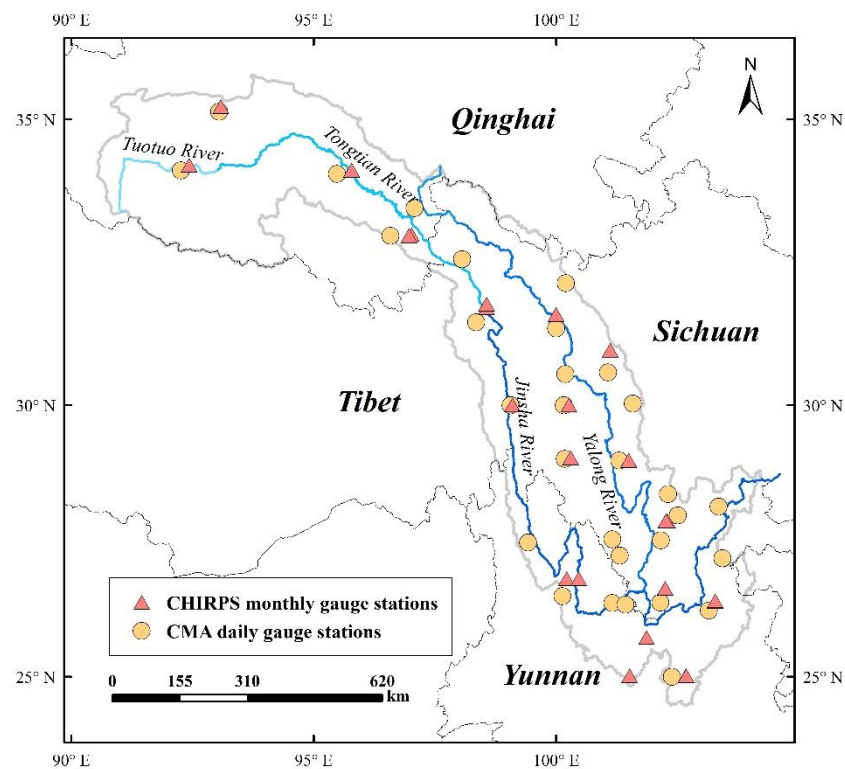 90° E 95° E 100° E
N
35° N 35° N
Qinghai
Tuotuo River
Tongtian River
Sichuan
30° N 30° N
Tibet
Jinsha River
Yalong River
CHIRPS monthly gauge stations
CMA daily gauge stations
25° N 25° N
Yunnan
0 155 310 620
km
90° E 95° E 100° E